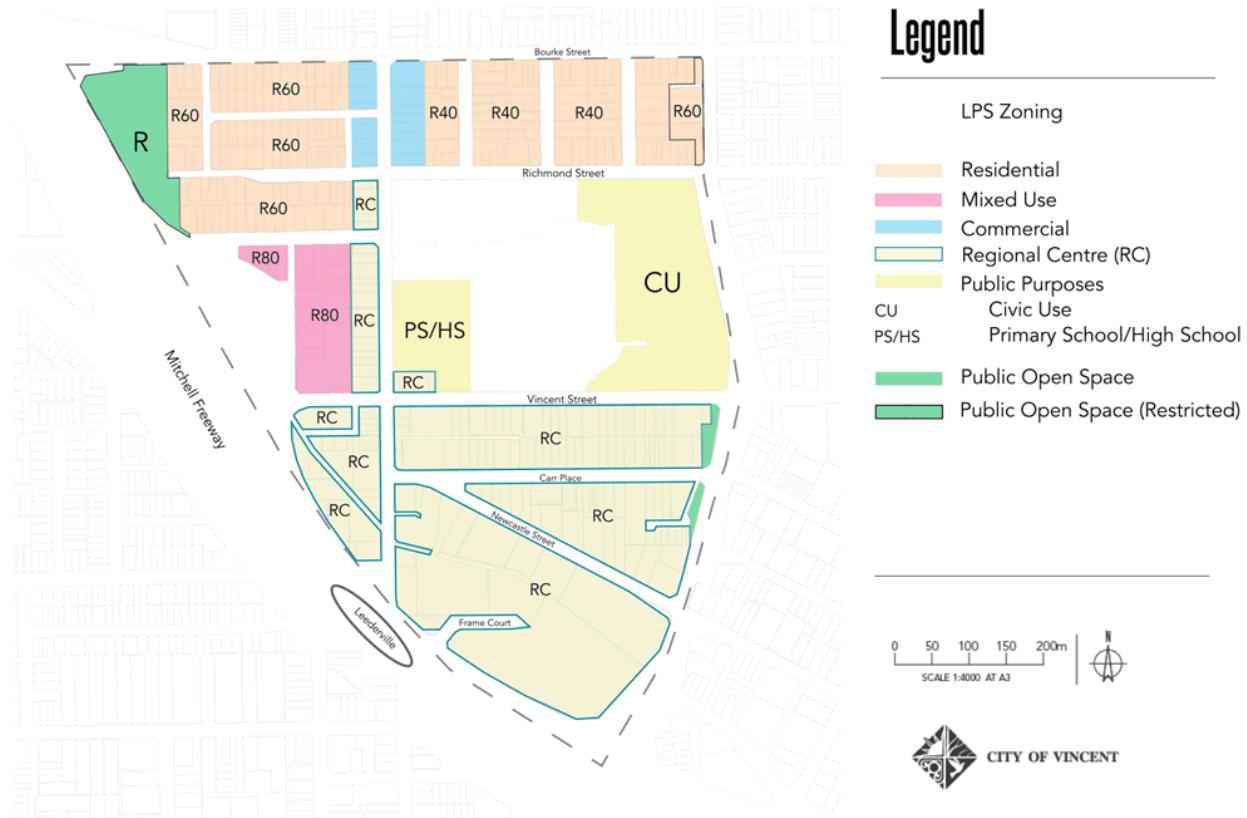 Legend
Bourke Street
LPS Zoning
R60
R60
R40
R40
R40
R60
R
R60
Richmond Street
Residential
R60
RC
Mixed Use
Commercial
R80
Regional Centre (RC)
CU
Public Purposes
CU Civic Use
R80
RC
PS/HS
PS/HS Primary School/High School
Mitchell Freeway
RC
Public Open Space
Vincent Street
Public Open Space (Restricted)
RC
RC
RC
Carr Place
RC
RC
Newcastle Street
RC
Leederville
Frame Court
0 50 100 150 200m
N
SCALE 1:4000 AT A3
CITY OF VINCENT